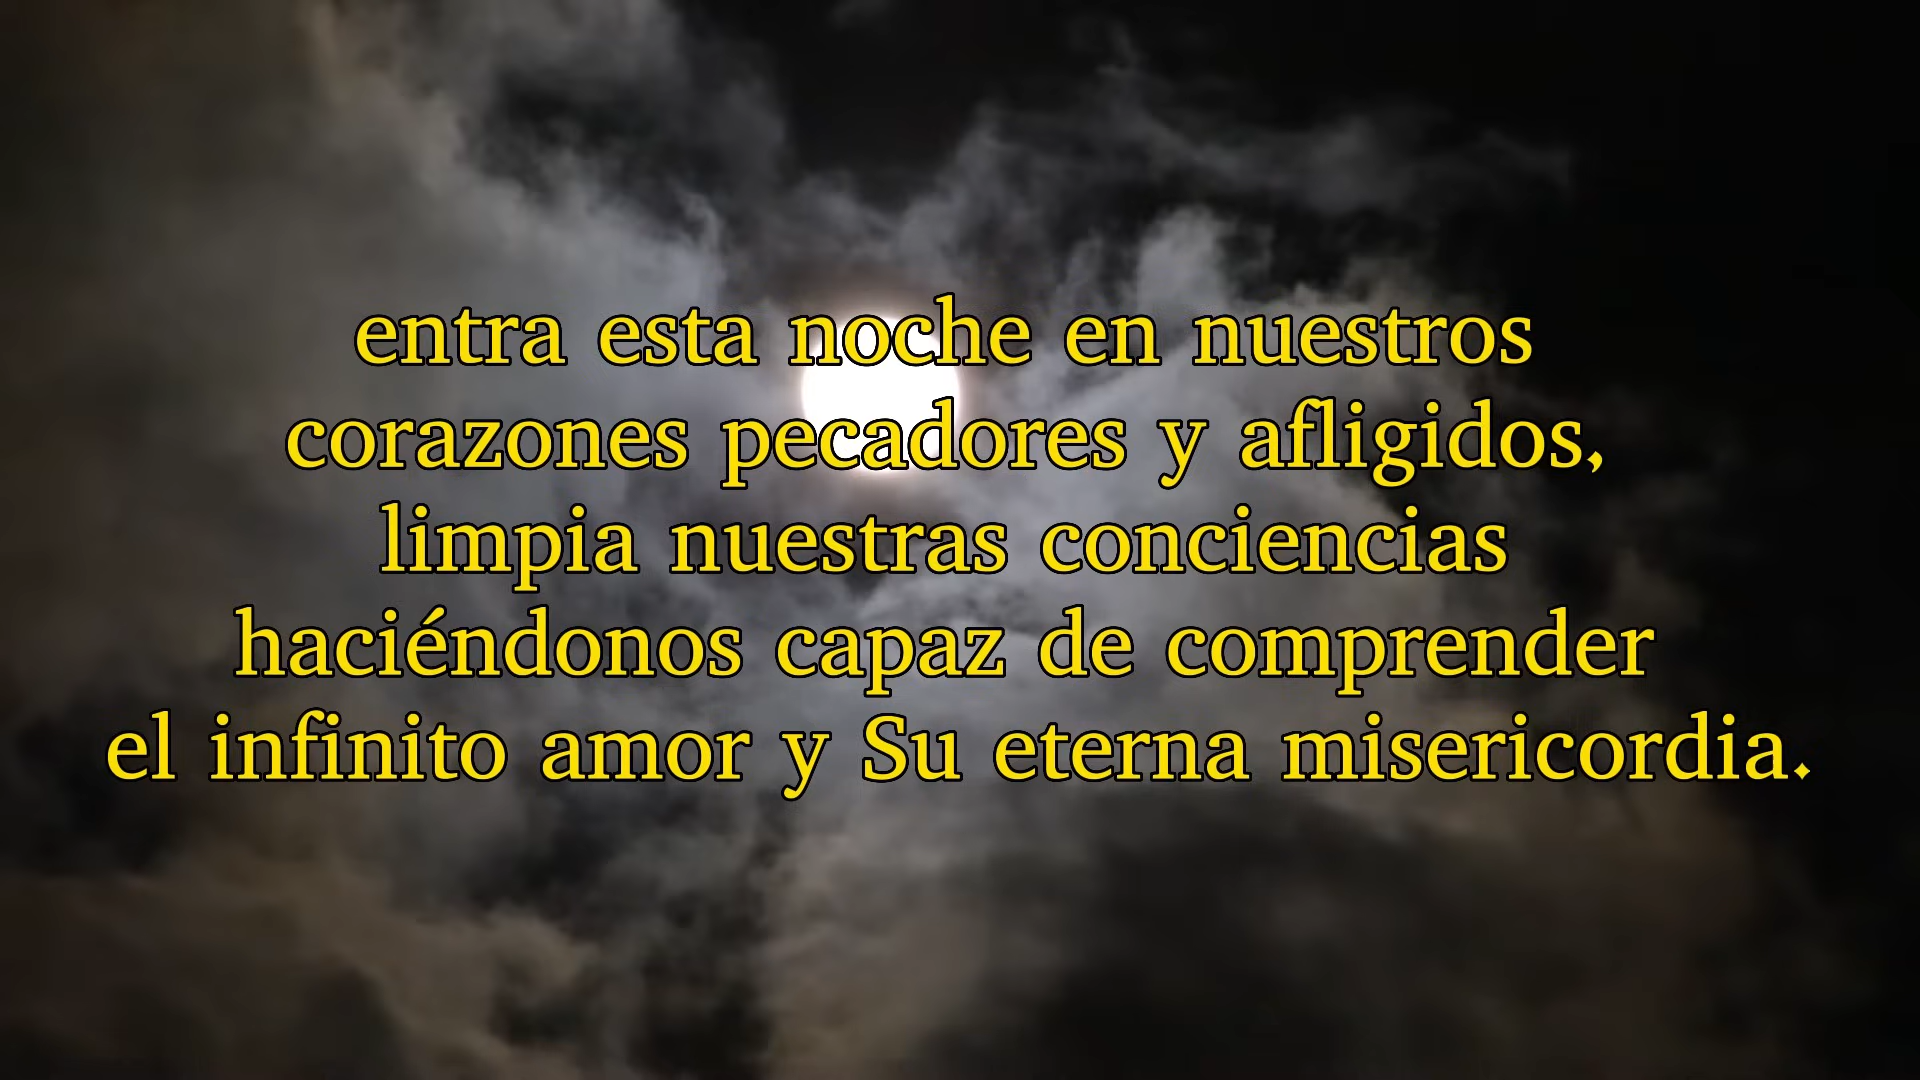 entra esta noche en nuestros
corazones pecadores y afligidos,
limpia nuestras conciencias
haciéndonos capaz de comprender
el infinito amor y Su eterna misericordia.